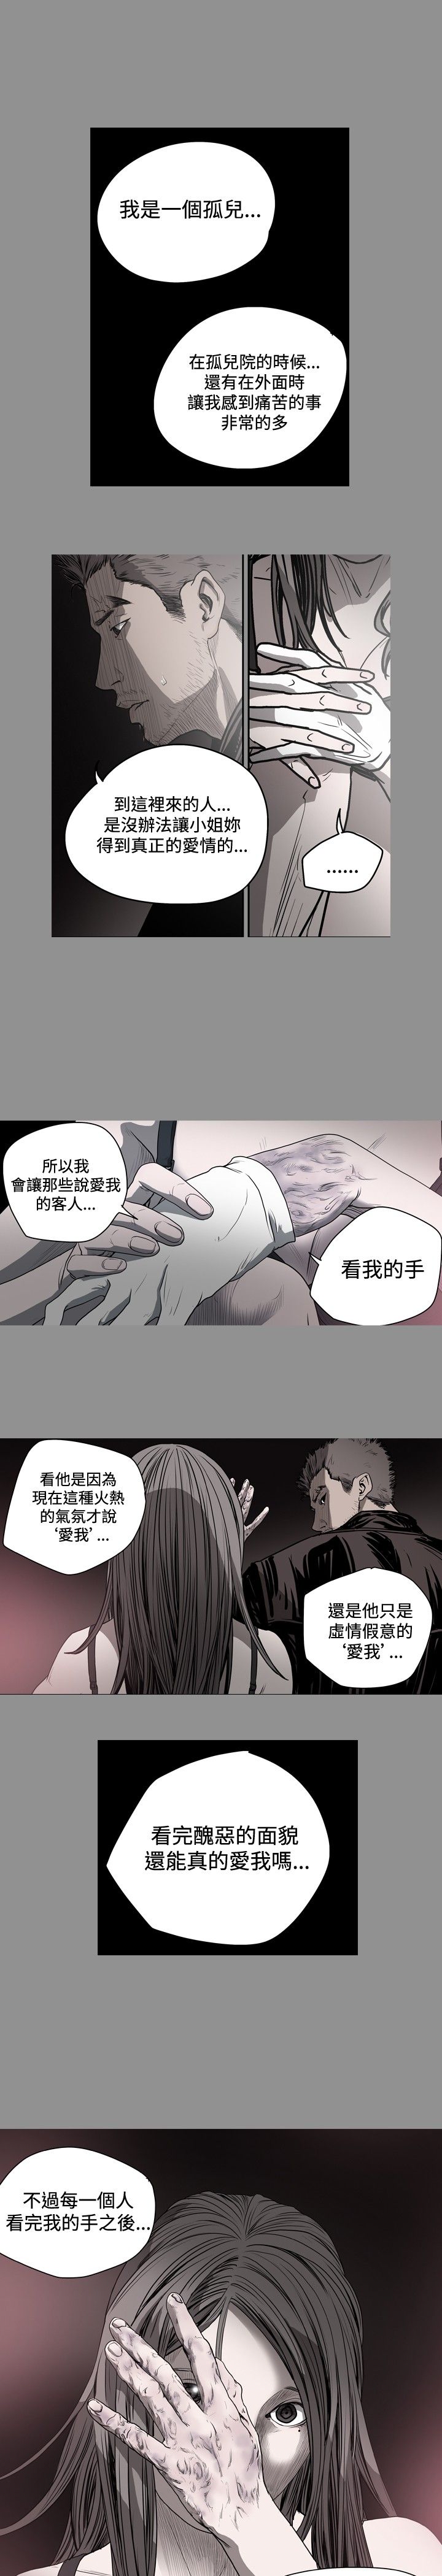 我是一個孤兒...
在孤兒院的時候...
還有在外面時
讓我感到痛苦的事
非常的多
到這裡來的人...
是沒辦法讓小姐妳
得到真正的愛情的...
......
所以我
會讓那些說愛我
的客人...
看我的手
看他是因為
現在這種火熱
的氣氛才說
‘愛我’...
還是他只是
虛情假意的
‘愛我’...
看完醜惡的面貌
還能真的愛我嗎...
不過每一個人
看完我的手之後...